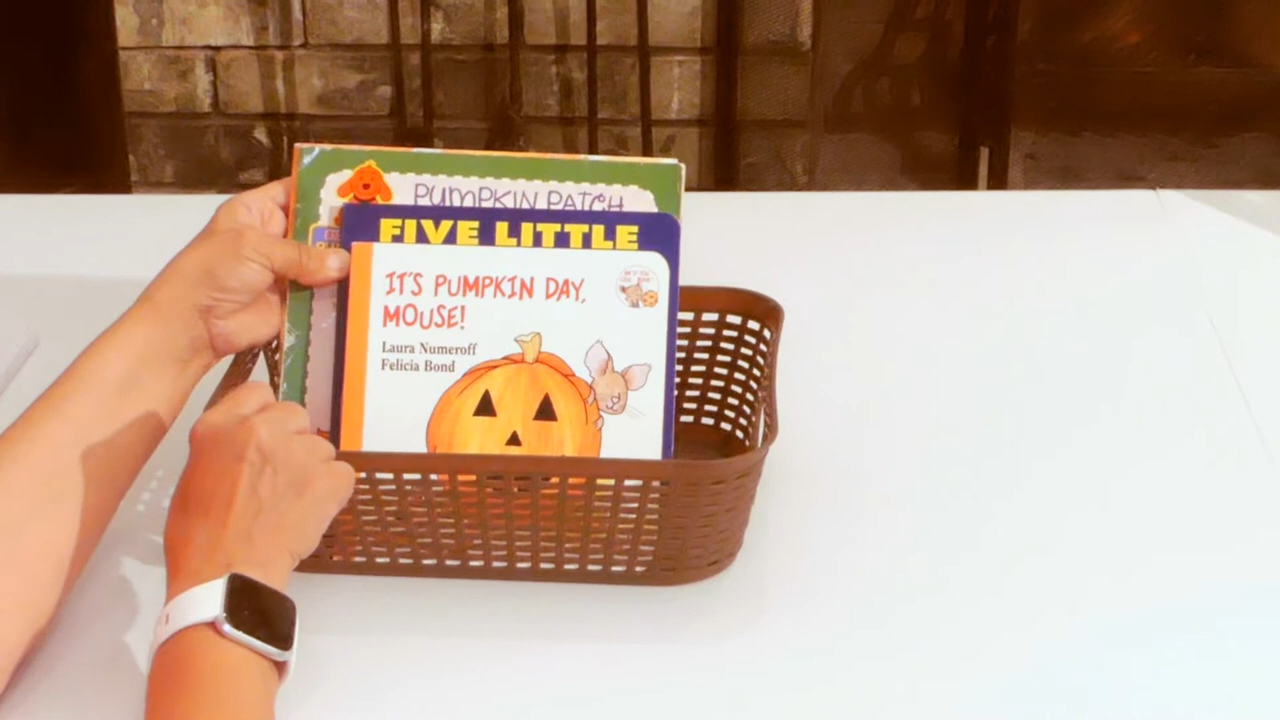 PUMPKIN PATCH
FIVE LITTLE
IT'S PUMPKIN DAY,
MOUSE!
Laura Numeroff
Felicia Bond